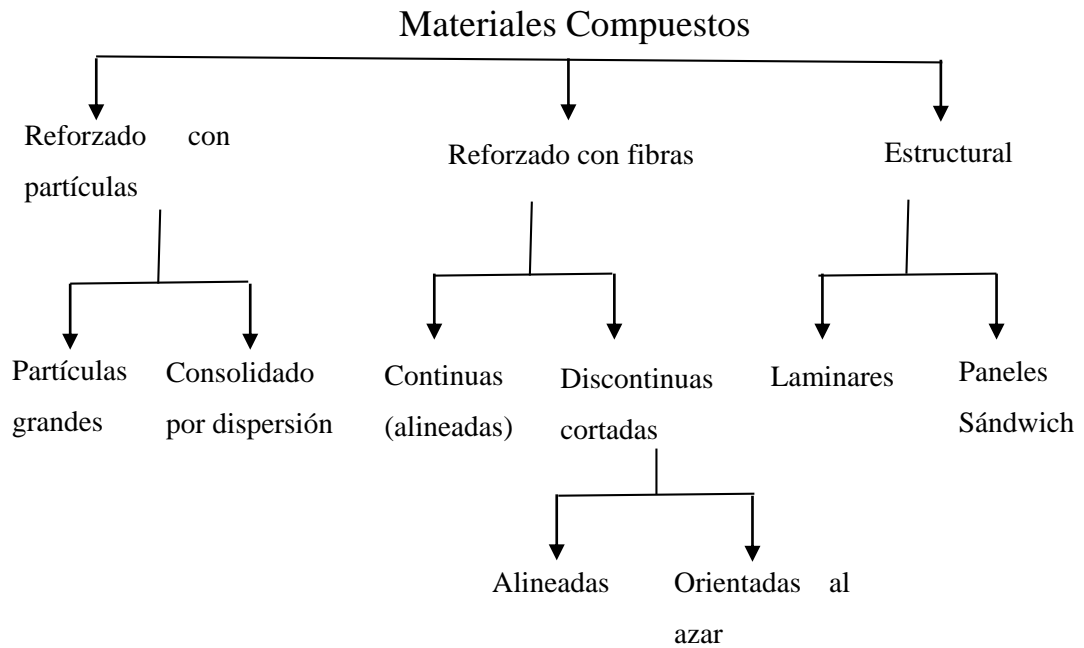 Materiales Compuestos
Reforzado con
partículas
Reforzado con fibras
Estructural
Partículas
grandes
Consolidado
por dispersión
Continuas
(alineadas)
Discontinuas
cortadas
Laminares
Paneles
Sándwich
Alineadas
Orientadas al
azar